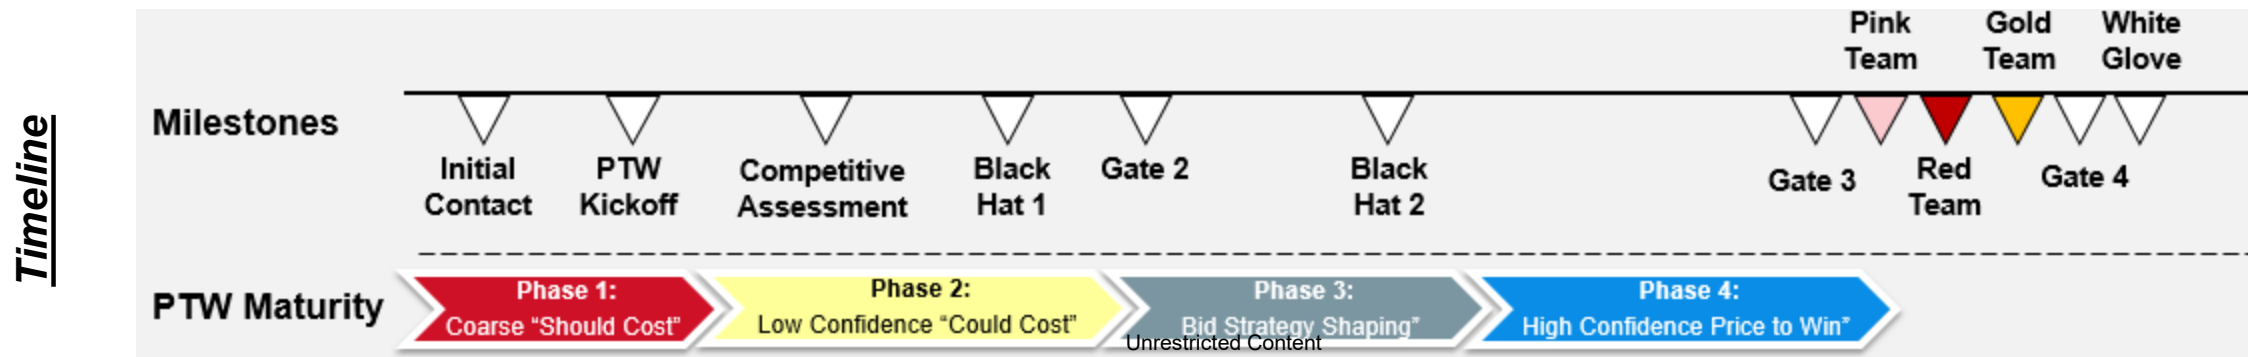 Timeline
Pink
Team
Gold
Team
White
Glove
Milestones
Initial
Contact
PTW
Kickoff
Competitive
Assessment
Black
Hat 1
Gate 2
Black
Hat 2
Gate 3
Red
Team
Gate 4
PTW Maturity
Phase 1:
Coarse “Should Cost”
Phase 2:
Low Confidence “Could Cost”
Phase 3:
Bid Strategy Shaping”
Phase 4:
High Confidence Price to Win”
Unrestricted Content